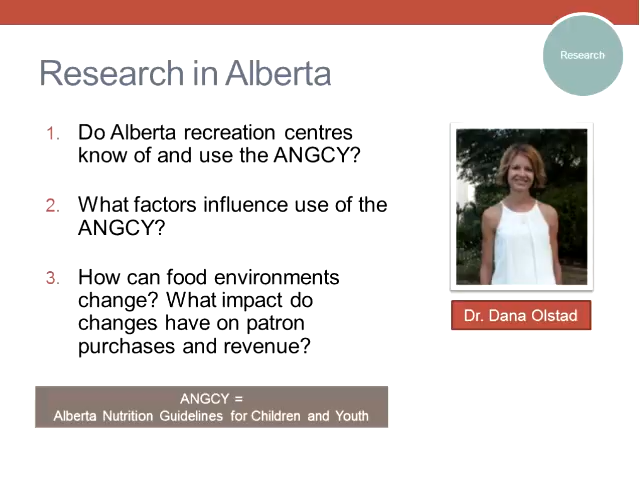 Research
Research in Alberta
1. Do Alberta recreation centres
know of and use the ANGCY?
2. What factors influence use of the
ANGCY?
3. How can food environments
change? What impact do
changes have on patron
purchases and revenue?
Dr. Dana Olstad
ANGCY =
Alberta Nutrition Guidelines for Children and Youth